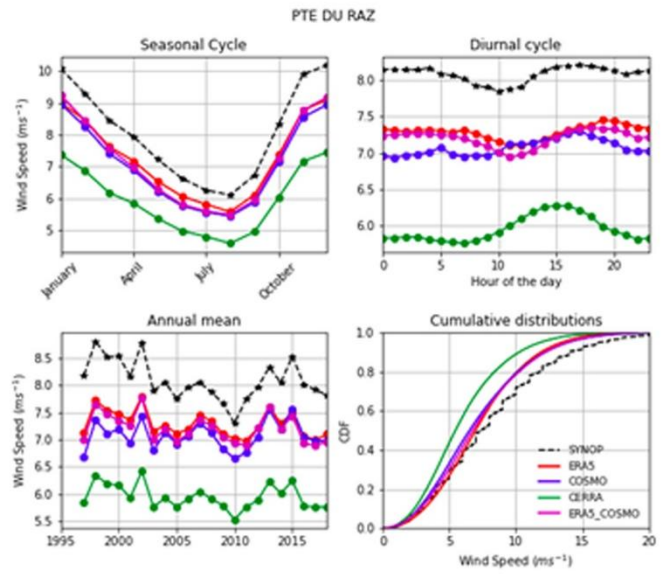 PTE DU RAZ
Seasonal Cycle
Wind Speed (ms⁻¹)
10
9
8
7
6
5
January
April
July
October
Diurnal cycle
8.0
7.5
7.0
6.5
6.0
0 5 10 15 20
Hour of the day
Annual mean
Wind Speed (ms⁻¹)
8.5
8.0
7.5
7.0
6.5
6.0
5.5
1995 2000 2005 2010 2015
Cumulative distributions
CDF
1.0
0.8
0.6
0.4
0.2
0.0
SYNOP
ERA5
COSMO
CERRA
ERA5_COSMO
0 5 10 15 20
Wind Speed (ms⁻¹)